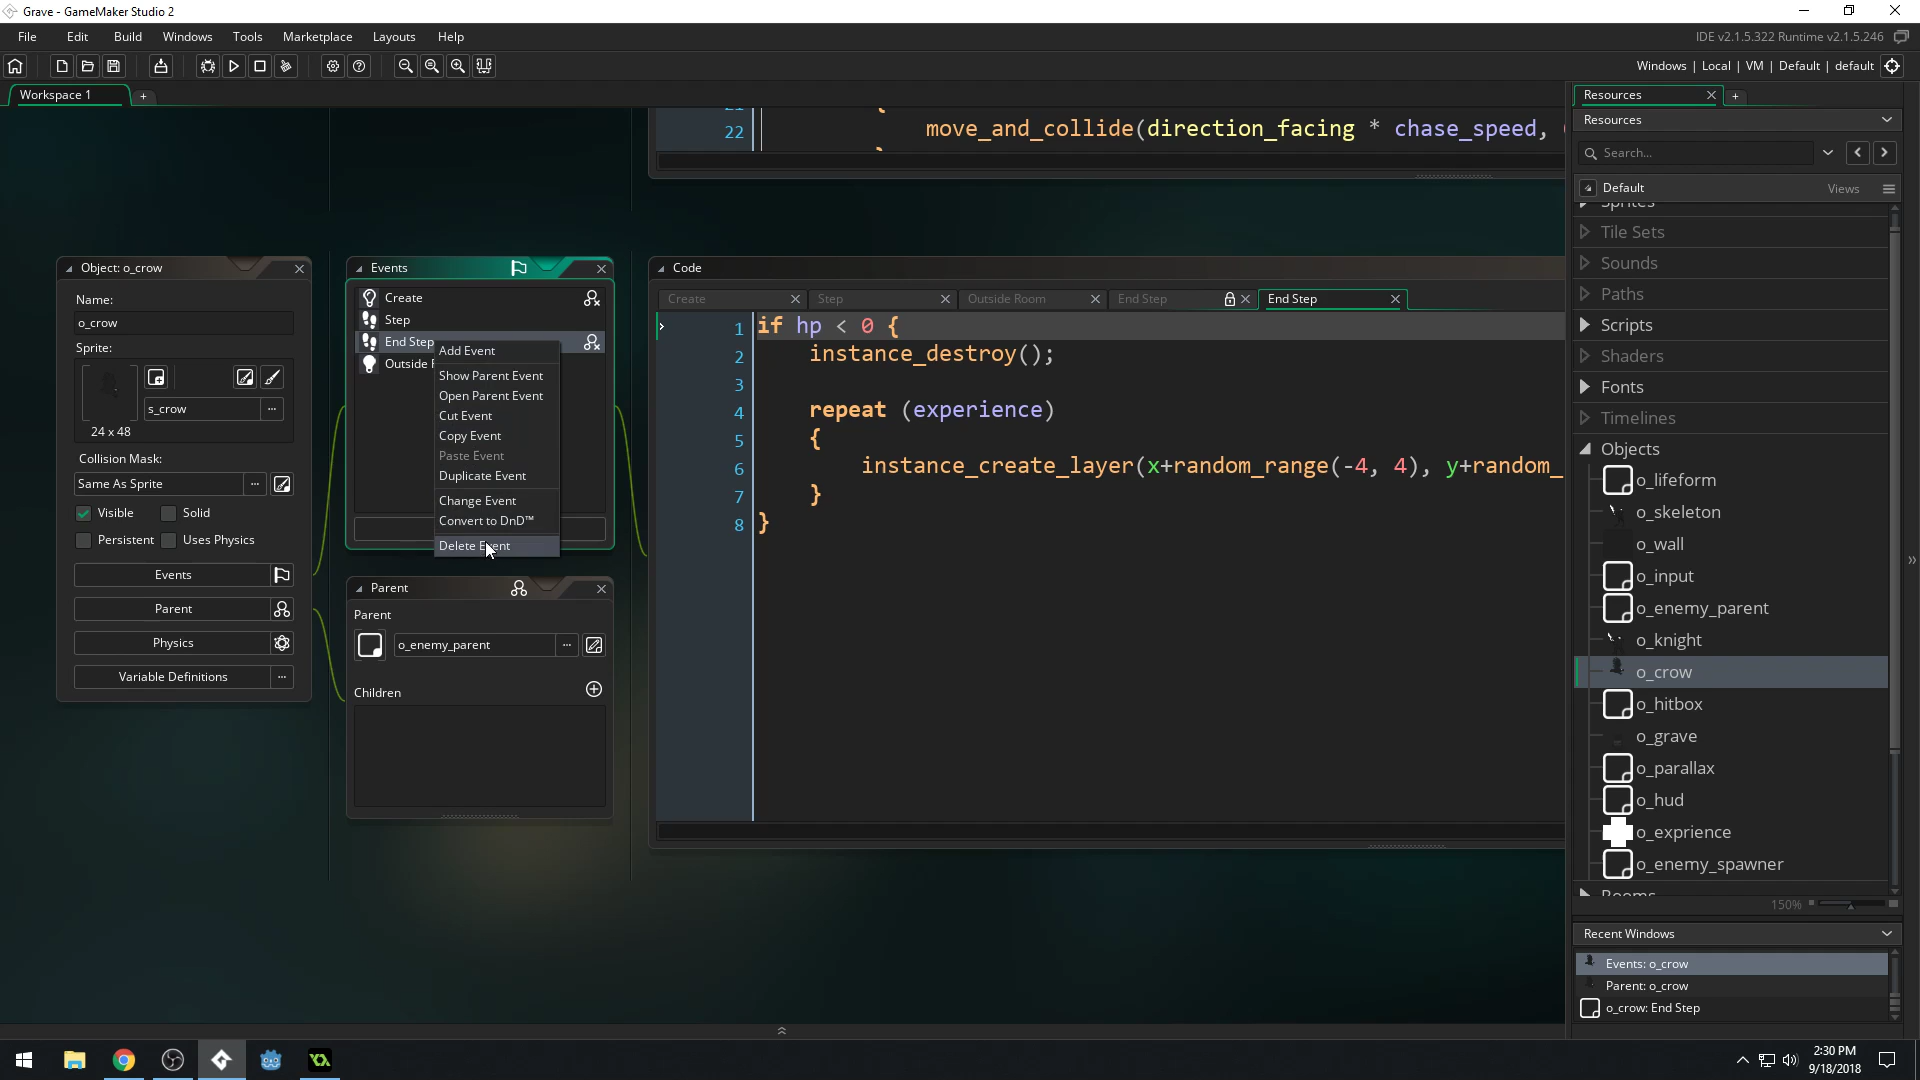 Grave - GameMaker Studio 2
File Edit Build Windows Tools Marketplace Layouts Help
IDE v2.1.5.322 Runtime v2.1.5.246
Windows | Local | VM | Default | default
Workspace 1
22 move_and_collide(direction_facing * chase_speed,
Object: o_crow
Name:
o_crow
Sprite:
s_crow
24 x 48
Collision Mask:
Same As Sprite
Visible Solid
Persistent Uses Physics
Events
Parent
Physics
Variable Definitions
Events
Create
Step
End Step
Outside
Add Event
Show Parent Event
Open Parent Event
Cut Event
Copy Event
Paste Event
Duplicate Event
Change Event
Convert to DnD™
Delete Event
Parent
Parent
o_enemy_parent
Children
Code
Create Step Outside Room End Step End Step
1 if hp < 0 {
2 instance_destroy();
3
4 repeat (experience)
5 {
6 instance_create_layer(x+random_range(-4, 4), y+random_
7 }
8 }
Resources
Resources
Search...
Default Views
Sprites
Tile Sets
Sounds
Paths
Scripts
Shaders
Fonts
Timelines
Objects
o_lifeform
o_skeleton
o_wall
o_input
o_enemy_parent
o_knight
o_crow
o_hitbox
o_grave
o_parallax
o_hud
o_exprience
o_enemy_spawner
Rooms
150%
Recent Windows
Events: o_crow
Parent: o_crow
o_crow: End Step
2:30 PM
9/18/2018